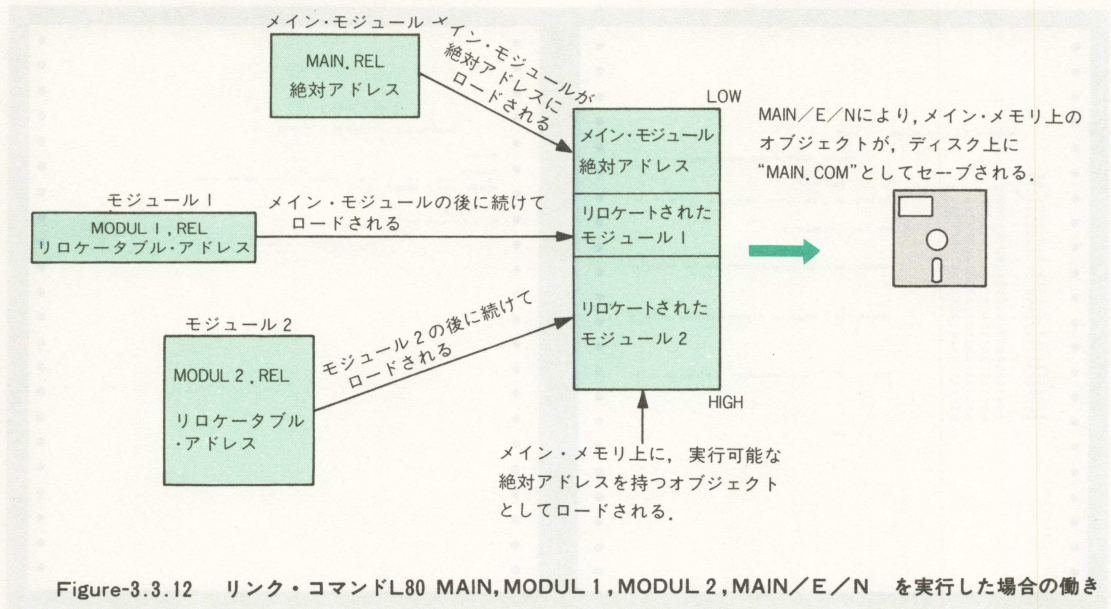 メイン・モジュール
MAIN.REL
絶対アドレス
メイン・モジュールが
絶対アドレスに
ロードされる
LOW
メイン・モジュール
絶対アドレス
リロケートされた
モジュール1
リロケートされた
モジュール2
HIGH
MAIN/E/Nにより,メイン・メモリ上の
オブジェクトが,ディスク上に
“MAIN.COM”としてセーブされる.
モジュール1
MODUL 1.REL
リロケータブル・アドレス
メイン・モジュールの後に続けて
ロードされる
モジュール2
MODUL 2.REL
リロケータブル
・アドレス
モジュール2の後に続けて
ロードされる
メイン・メモリ上に, 実行可能な
絶対アドレスを持つオブジェクト
としてロードされる.
Figure-3.3.12 リンク・コマンドL80 MAIN,MODUL 1,MODUL 2,MAIN/E/N を実行した場合の働き